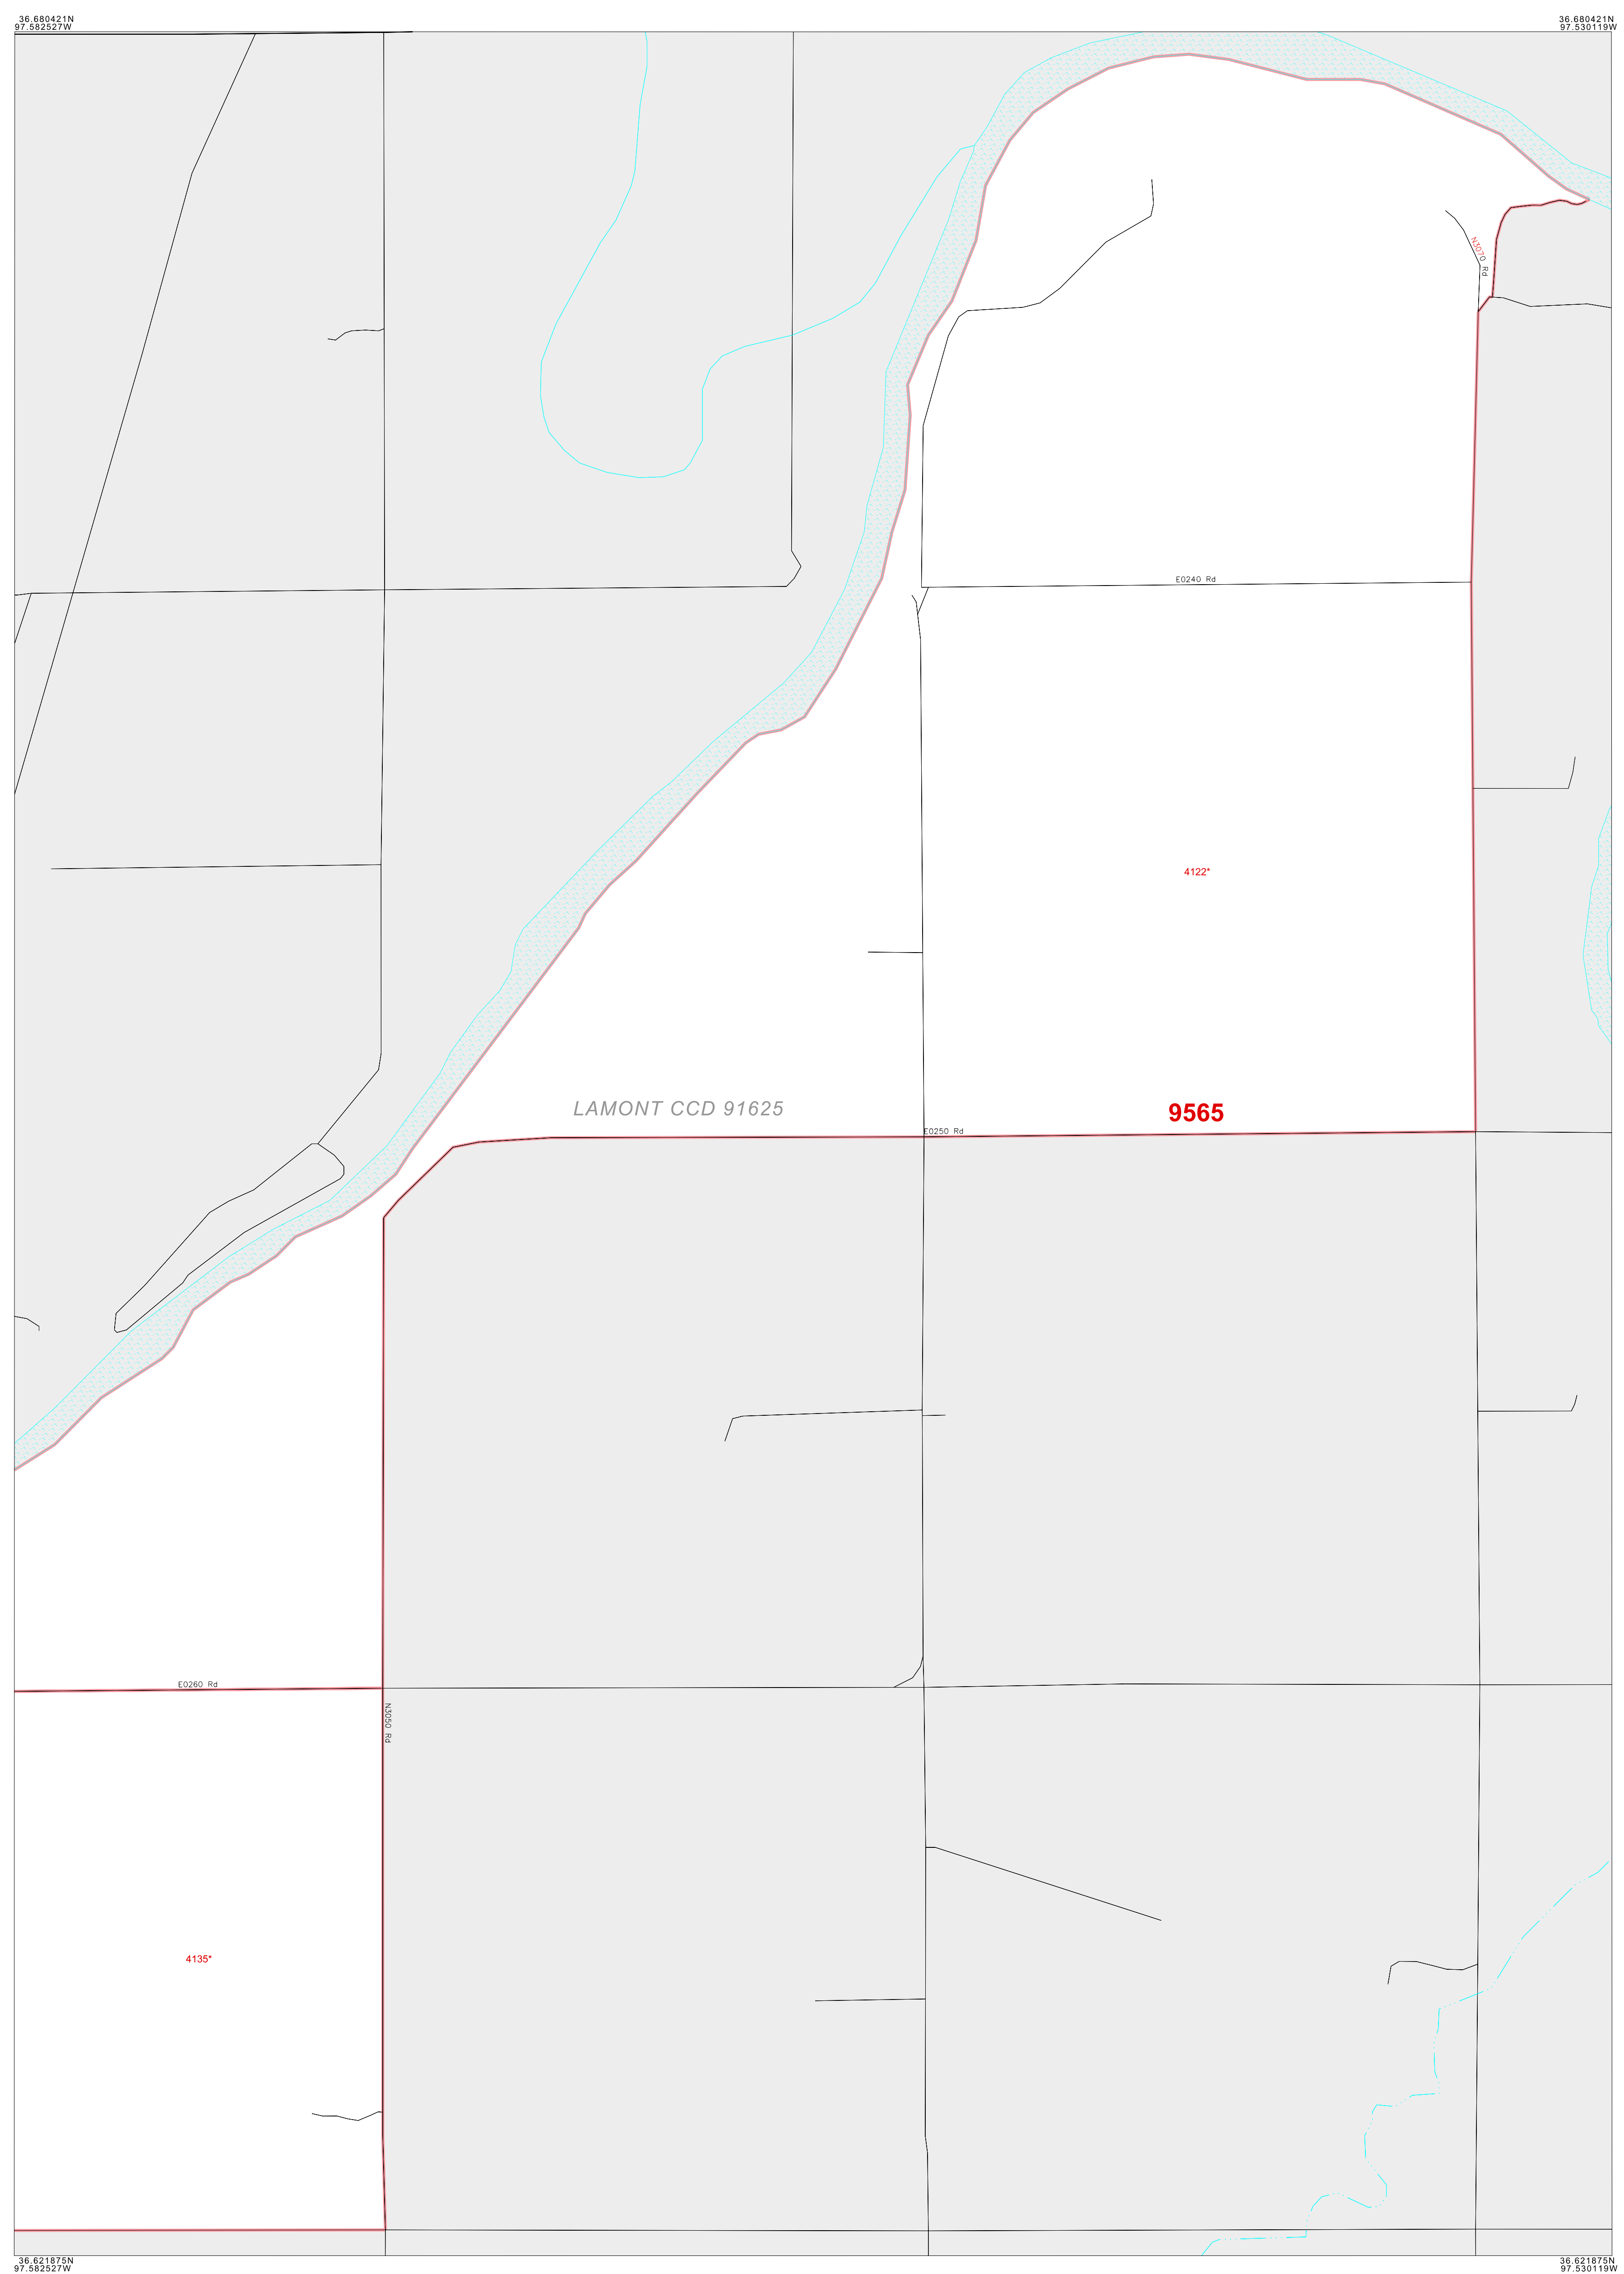 36.680421N
97.582527W
36.680421N
97.530119W
N3070 Rd
E0240 Rd
4122*
LAMONT CCD 91625
9565
E0250 Rd
E0260 Rd
N3050 Rd
4135*
36.621875N
97.582527W
36.621875N
97.530119W